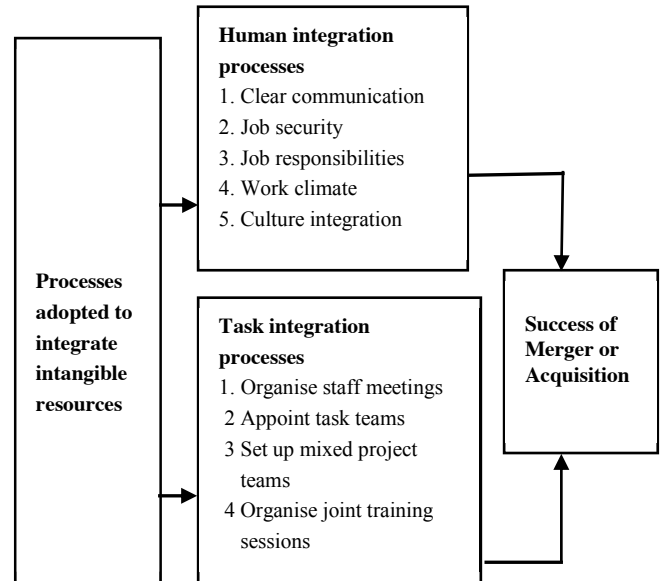 Processes
adopted to
integrate
intangible
resources
Human integration
processes
1. Clear communication
2. Job security
3. Job responsibilities
4. Work climate
5. Culture integration
Task integration
processes
1. Organise staff meetings
2 Appoint task teams
3 Set up mixed project
teams
4 Organise joint training
sessions
Success of
Merger or
Acquisition